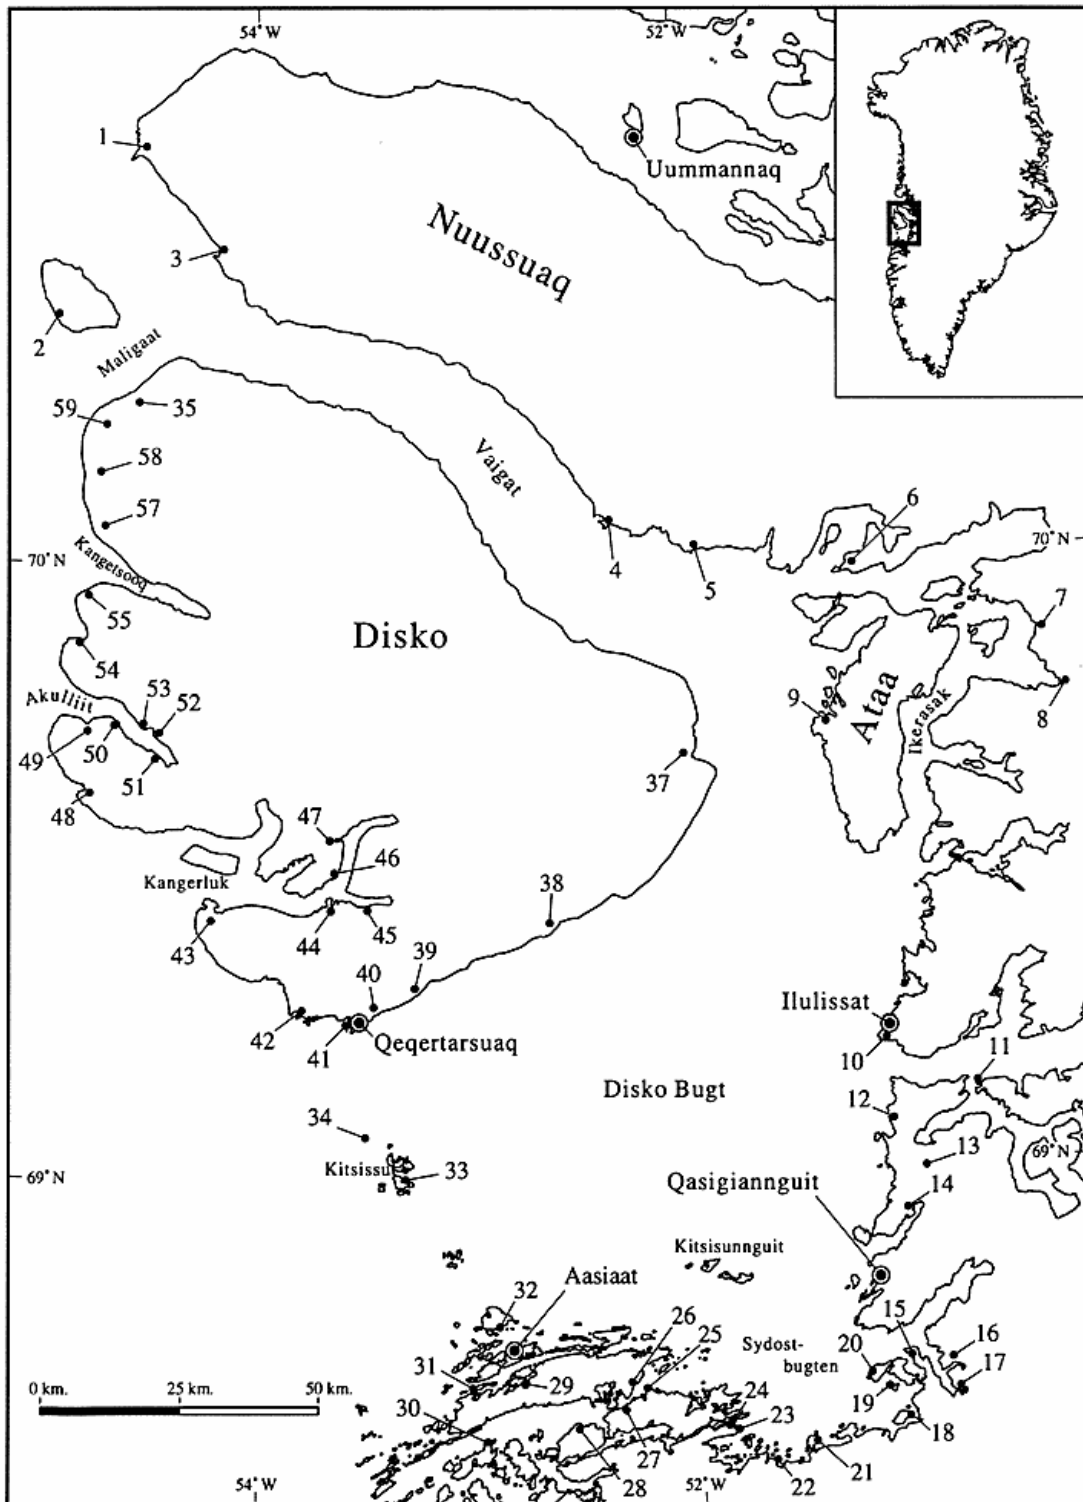 54°W
52°W
1
Uummannaq
Nuussuaq
3
2
Maligaat
59
35
58
Vaigat
57
6
70°N
70°N
Kangetsooq
4
5
55
7
Disko
54
Akulliit
53
52
9
Ataa
Ikerasak
8
49
50
51
37
48
47
46
Kangerluk
38
43
44
45
39
40
Ilulissat
42
41
Qeqertarsuaq
10
11
Disko Bugt
12
34
Kitsissut
33
69°N
13
69°N
Qasigiannguit
14
Kitsisunnguit
Aasiaat
32
26
25
15
Sydost-
bugten
20
16
17
31
29
24
19
0 km.
25 km.
50 km.
30
23
18
27
28
22
21
54°W
52°W